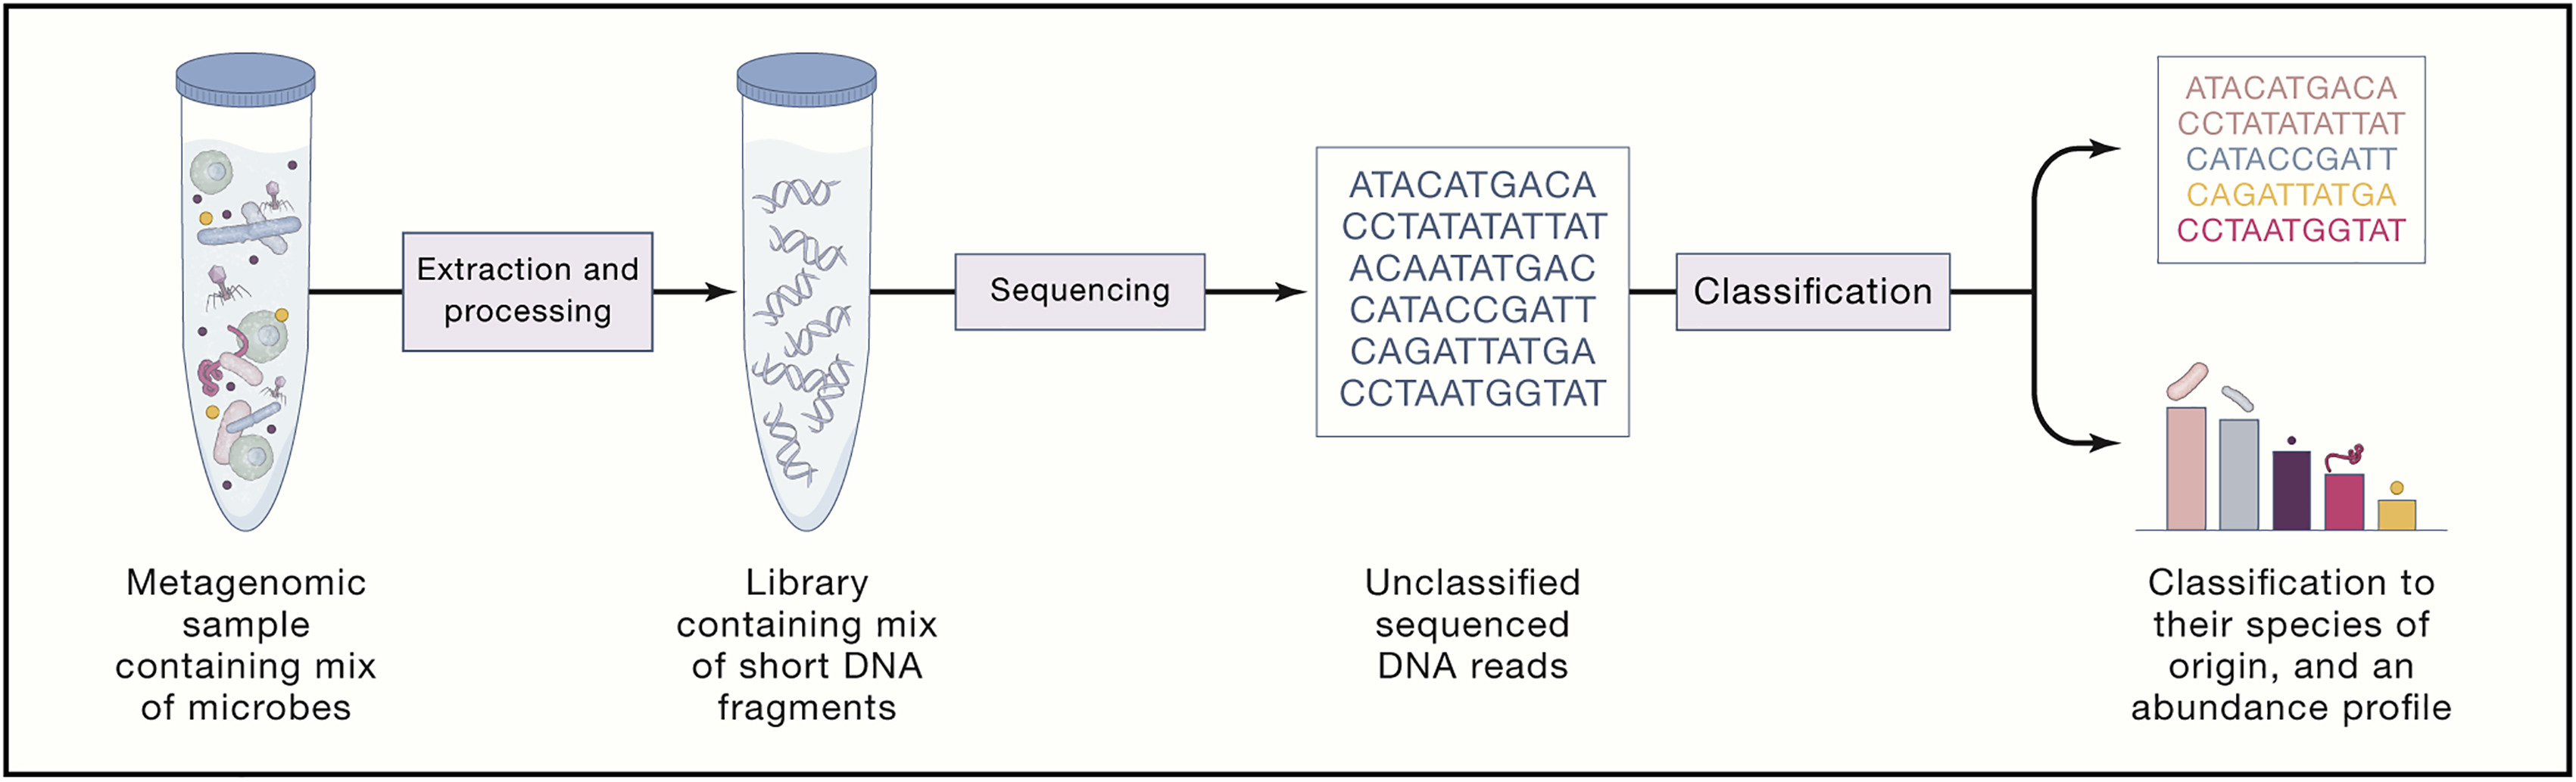 Metagenomic
sample
containing mix
of microbes
Extraction and
processing
Library
containing mix
of short DNA
fragments
Sequencing
ATACATGACA
CCTATATATTAT
ACAATATGAC
CATACCGATT
CAGATTATGA
CCTAATGGTAT
Unclassified
sequenced
DNA reads
Classification
ATACATGACA
CCTATATATTAT
CATACCGATT
CAGATTATGA
CCTAATGGTAT
Classification to
their species of
origin, and an
abundance profile